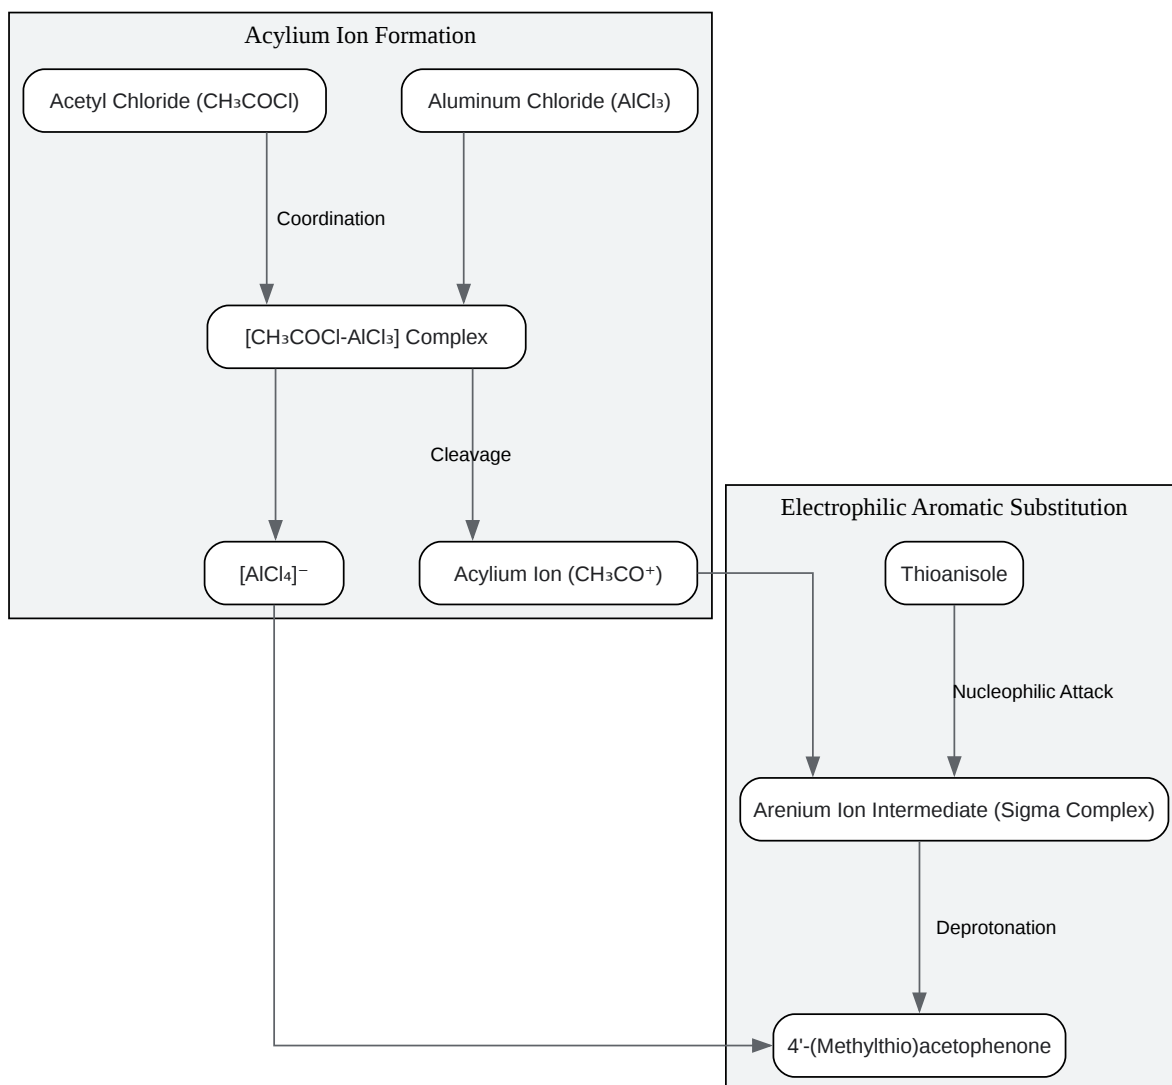 Acylium Ion Formation
Acetyl Chloride (CH₃COCl)
Aluminum Chloride (AlCl₃)
Coordination
[CH₃COCl-AlCl₃] Complex
Cleavage
[AlCl₄]⁻
Acylium Ion (CH₃CO⁺)
Electrophilic Aromatic Substitution
Thioanisole
Nucleophilic Attack
Arenium Ion Intermediate (Sigma Complex)
Deprotonation
4'-(Methylthio)acetophenone